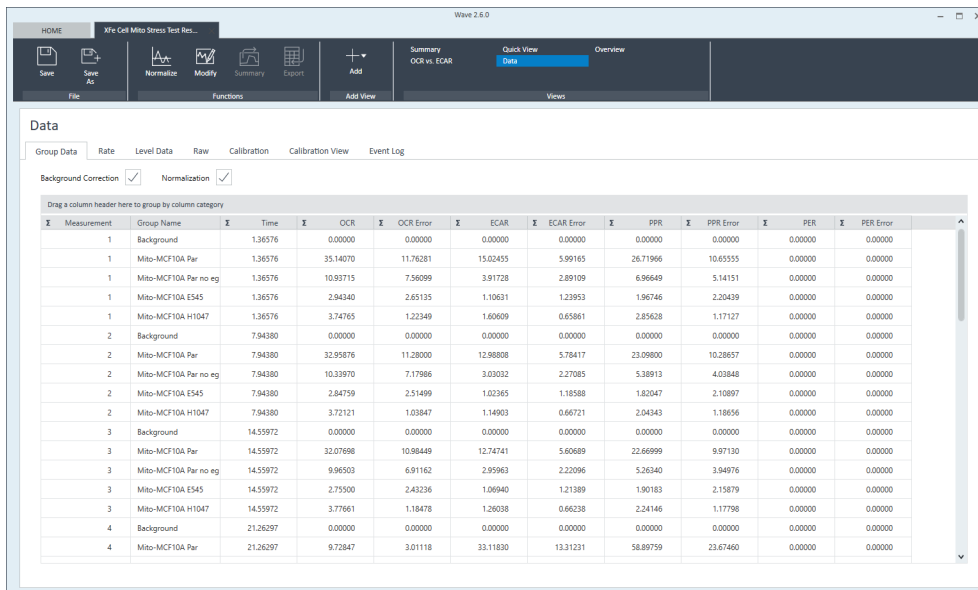 Wave 2.6.0
HOME XFe Cell Mito Stress Test Res...
Save Save As Normalize Modify Summary Export Add
Summary Quick View Overview
OCR vs. ECAR Data
File Functions Add View Views
Data
Group Data Rate Level Data Raw Calibration Calibration View Event Log
Background Correction Normalization
Drag a column header here to group by column category
Σ Measurement Group Name Σ Time Σ OCR Σ OCR Error Σ ECAR Σ ECAR Error Σ PPR Σ PPR Error Σ PER Σ PER Error
1 Background 1.36576 0.00000 0.00000 0.00000 0.00000 0.00000 0.00000 0.00000 0.00000
1 Mito-MCF10A Par 1.36576 35.14070 11.76281 15.02455 5.99165 26.71966 10.65555 0.00000 0.00000
1 Mito-MCF10A Par no eg 1.36576 10.93715 7.56099 3.91728 2.89109 6.96649 5.14151 0.00000 0.00000
1 Mito-MCF10A E545 1.36576 2.94340 2.65135 1.10631 1.23953 1.96746 2.20439 0.00000 0.00000
1 Mito-MCF10A H1047 1.36576 3.74765 1.22349 1.60609 0.65861 2.85628 1.17127 0.00000 0.00000
2 Background 7.94380 0.00000 0.00000 0.00000 0.00000 0.00000 0.00000 0.00000 0.00000
2 Mito-MCF10A Par 7.94380 32.95876 11.28000 12.98808 5.78417 23.09800 10.28657 0.00000 0.00000
2 Mito-MCF10A Par no eg 7.94380 10.33970 7.17986 3.03032 2.27085 5.38913 4.03848 0.00000 0.00000
2 Mito-MCF10A E545 7.94380 2.84759 2.51499 1.02365 1.18588 1.82047 2.10897 0.00000 0.00000
2 Mito-MCF10A H1047 7.94380 3.72121 1.03847 1.14903 0.66721 2.04343 1.18656 0.00000 0.00000
3 Background 14.55972 0.00000 0.00000 0.00000 0.00000 0.00000 0.00000 0.00000 0.00000
3 Mito-MCF10A Par 14.55972 32.07698 10.98449 12.74741 5.60689 22.66999 9.97130 0.00000 0.00000
3 Mito-MCF10A Par no eg 14.55972 9.96503 6.91162 2.95963 2.22096 5.26340 3.94976 0.00000 0.00000
3 Mito-MCF10A E545 14.55972 2.75500 2.43236 1.06940 1.21389 1.90183 2.15879 0.00000 0.00000
3 Mito-MCF10A H1047 14.55972 3.77661 1.18478 1.26038 0.66238 2.24146 1.17798 0.00000 0.00000
4 Background 21.26297 0.00000 0.00000 0.00000 0.00000 0.00000 0.00000 0.00000 0.00000
4 Mito-MCF10A Par 21.26297 9.72847 3.01118 33.11830 13.31231 58.89759 23.67460 0.00000 0.00000